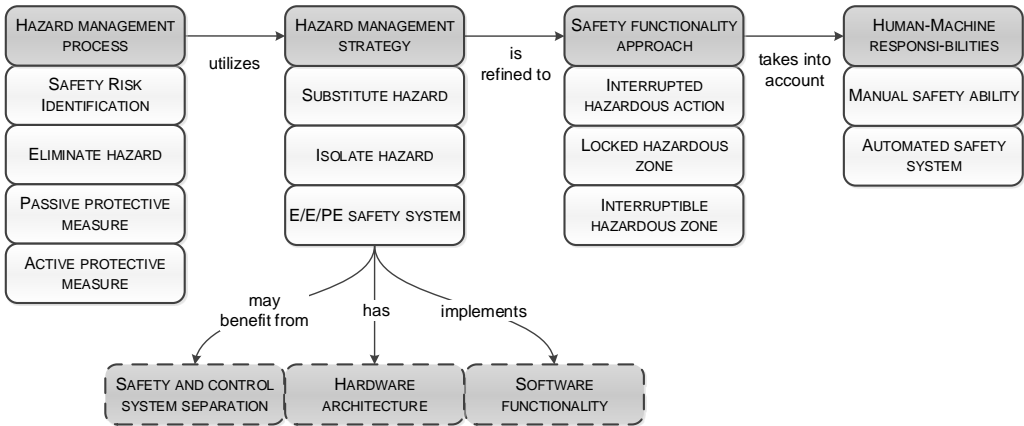 HAZARD MANAGEMENT
PROCESS
SAFETY RISK
IDENTIFICATION
ELIMINATE HAZARD
PASSIVE PROTECTIVE
MEASURE
ACTIVE PROTECTIVE
MEASURE
utilizes
HAZARD MANAGEMENT
STRATEGY
SUBSTITUTE HAZARD
ISOLATE HAZARD
E/E/PE SAFETY SYSTEM
is
refined to
SAFETY FUNCTIONALITY
APPROACH
INTERRUPTED
HAZARDOUS ACTION
LOCKED HAZARDOUS
ZONE
INTERRUPTIBLE
HAZARDOUS ZONE
takes into
account
HUMAN-MACHINE
RESPONSI-BILITIES
MANUAL SAFETY ABILITY
AUTOMATED SAFETY
SYSTEM
may
benefit from
has
implements
SAFETY AND CONTROL
SYSTEM SEPARATION
HARDWARE
ARCHITECTURE
SOFTWARE
FUNCTIONALITY